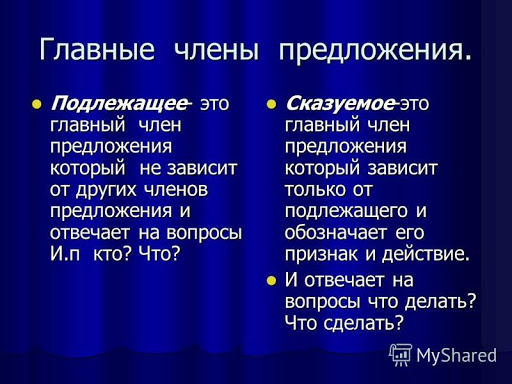 Главные члены предложения.
Подлежащее- это
главный член
предложения
который не зависит
от других членов
предложения и
отвечает на вопросы
И.п кто? Что?
Сказуемое-это
главный член
предложения
который зависит
только от
подлежащего и
обозначает его
признак и действие.
И отвечает на
вопросы что делать?
Что сделать?
MyShared